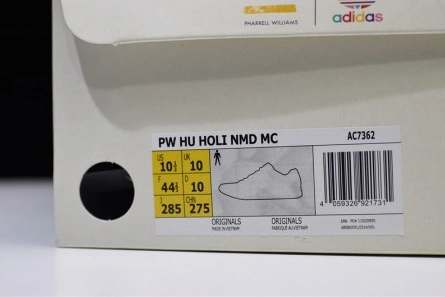 PHARRELL WILLIAMS
adidas
PW HU HOLI NMD MC AC7362
US 10½ UK 10
F 44⅔ D 10
J 285 CHN 275
ORIGINALS ORIGINALS
MADE IN VIETNAM FABRIQUÉ AU VIETNAM
4 059326 921731